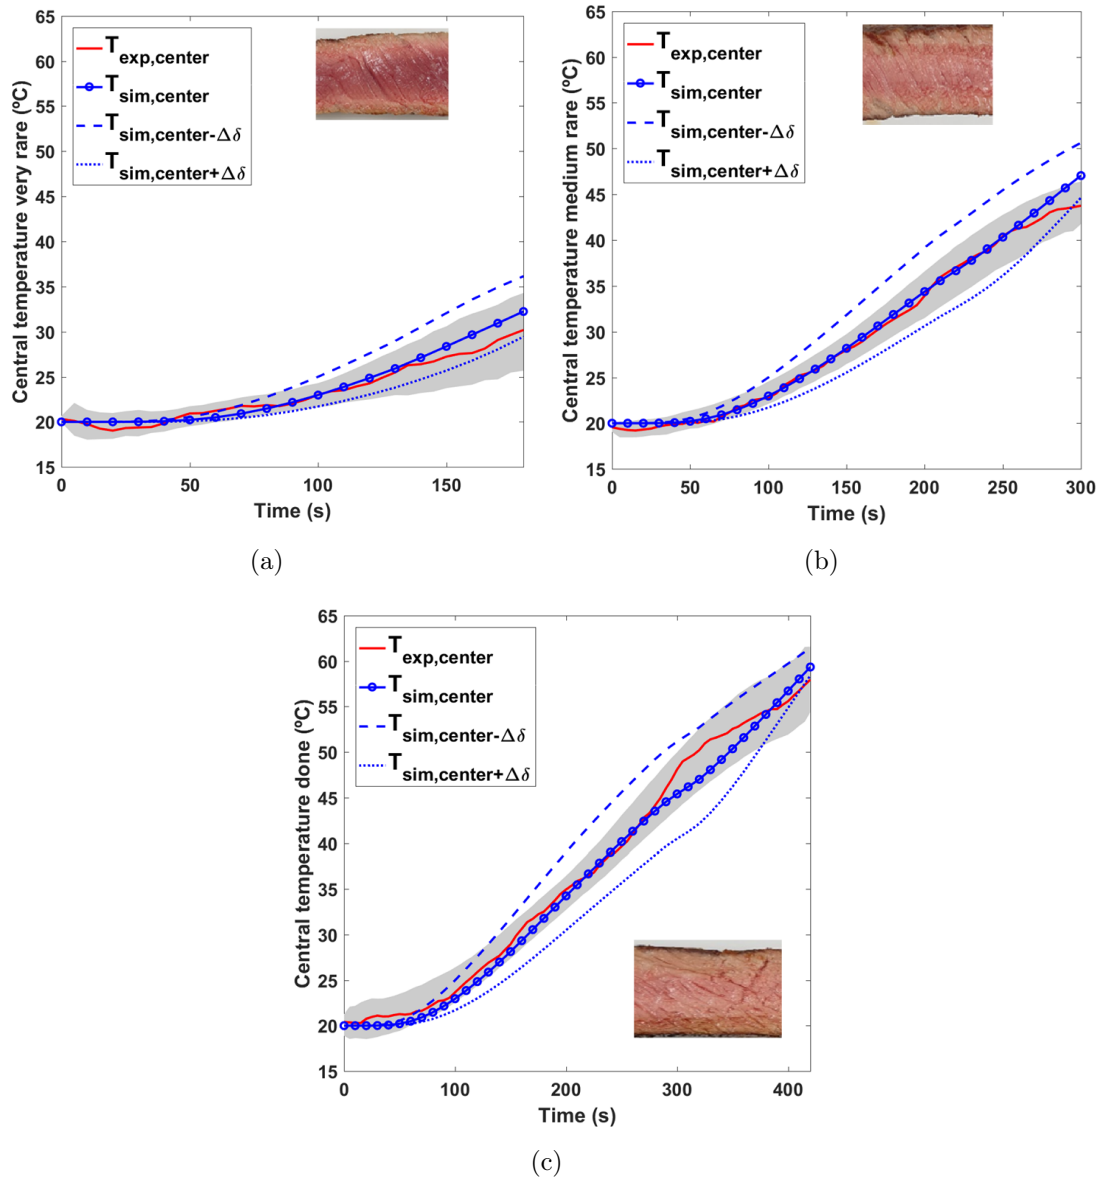 65
60
55
50
45
40
35
30
25
20
15
Central temperature very rare (ºC)
T exp,center
T sim,center
T sim,center-Δδ
T sim,center+Δδ
0 50 100 150
Time (s)
(a)
65
60
55
50
45
40
35
30
25
20
15
Central temperature medium rare (ºC)
T exp,center
T sim,center
T sim,center-Δδ
T sim,center+Δδ
0 50 100 150 200 250 300
Time (s)
(b)
65
60
55
50
45
40
35
30
25
20
15
Central temperature done (ºC)
T exp,center
T sim,center
T sim,center-Δδ
T sim,center+Δδ
0 100 200 300 400
Time (s)
(c)